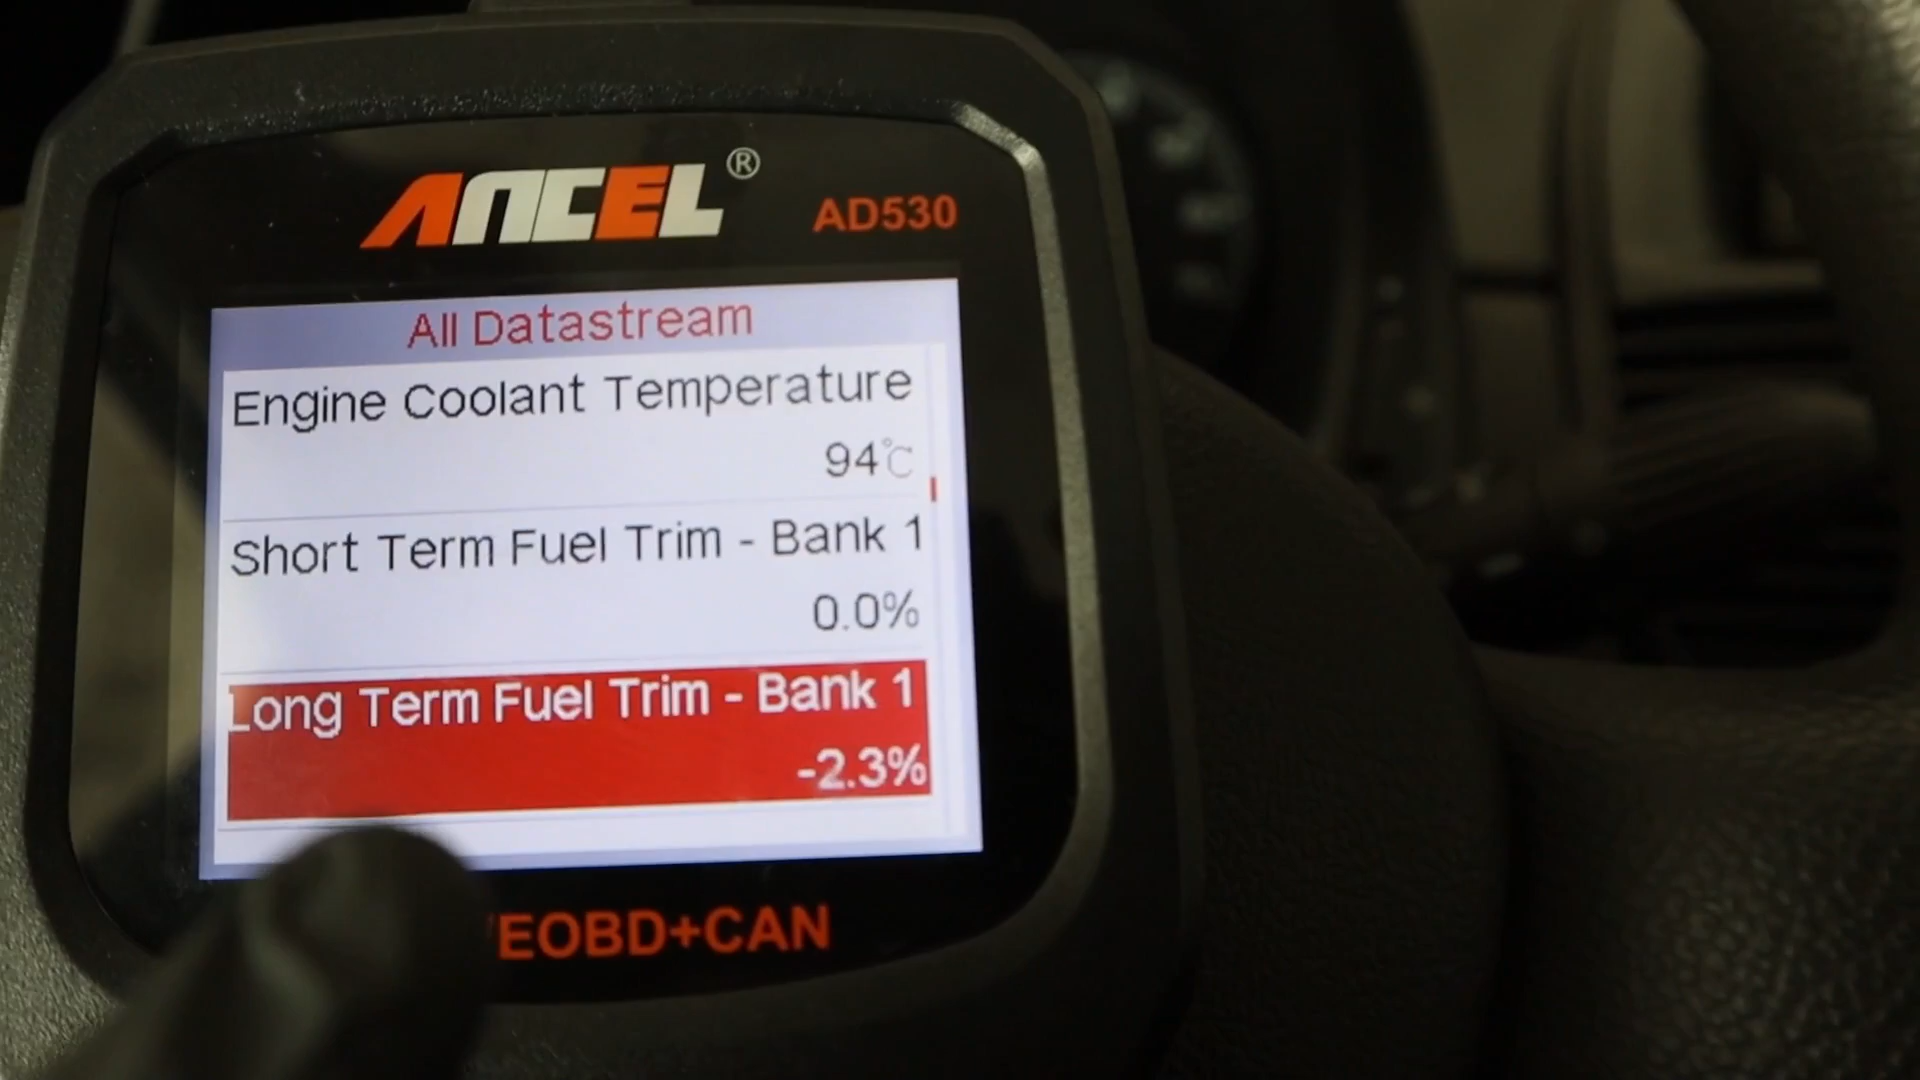 ANCEL®
AD530
All Datastream
Engine Coolant Temperature
94℃
Short Term Fuel Trim - Bank 1
0.0%
Long Term Fuel Trim - Bank 1
-2.3%
EOBD+CAN